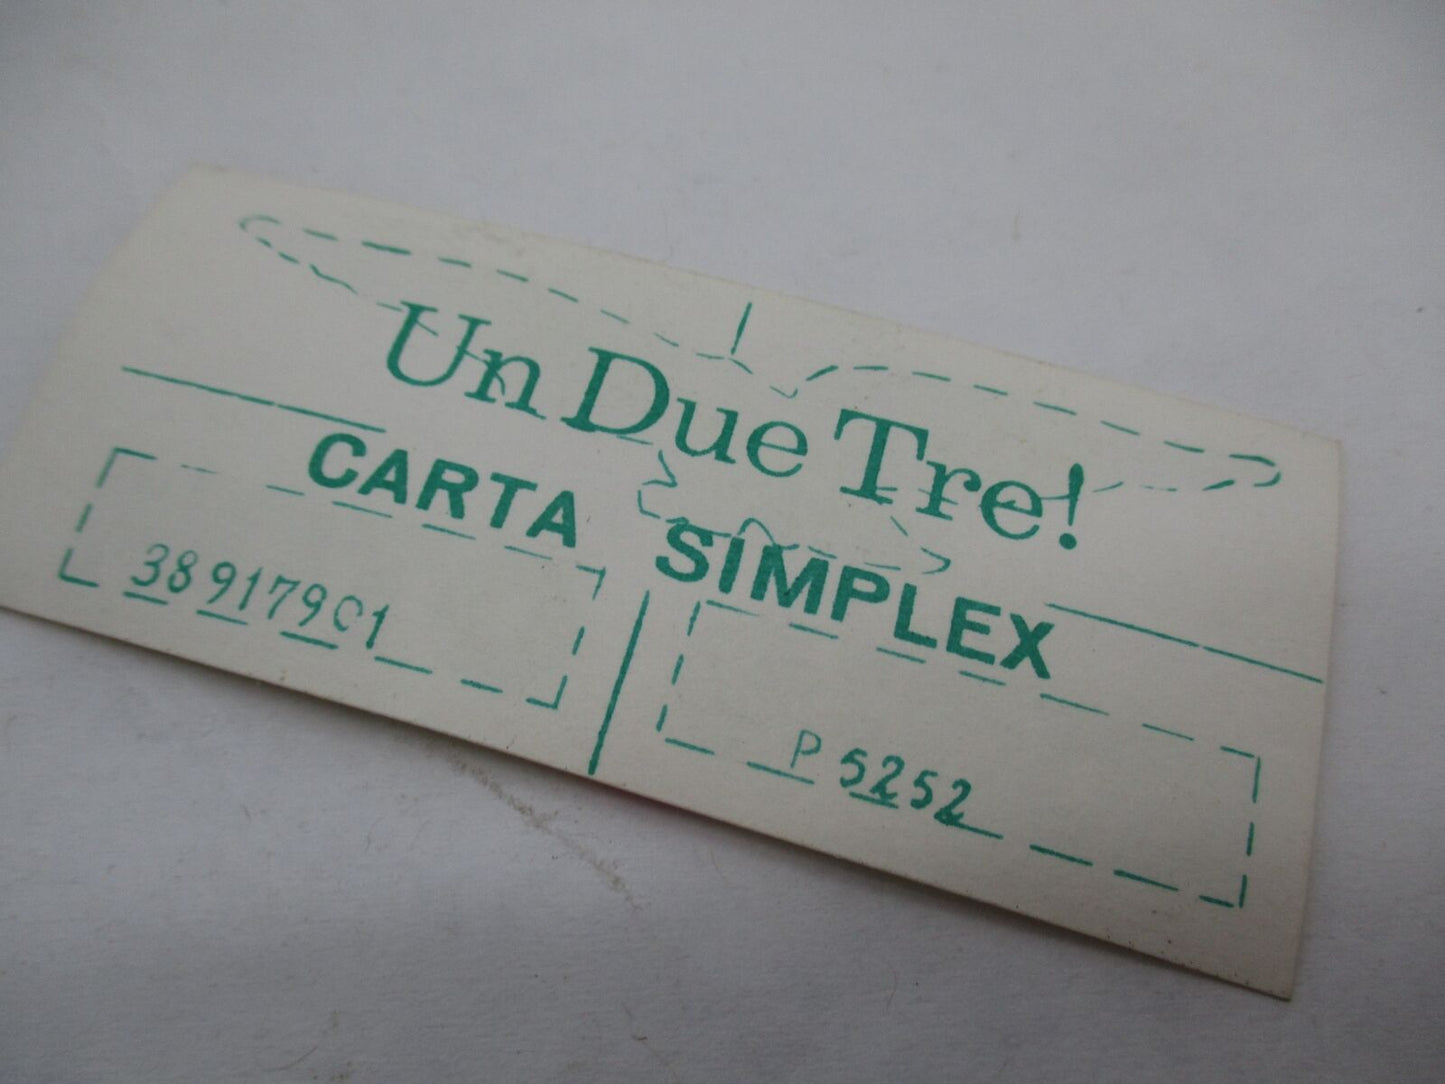 Un Due Tre!
CARTA SIMPLEX
38917901
P 5252